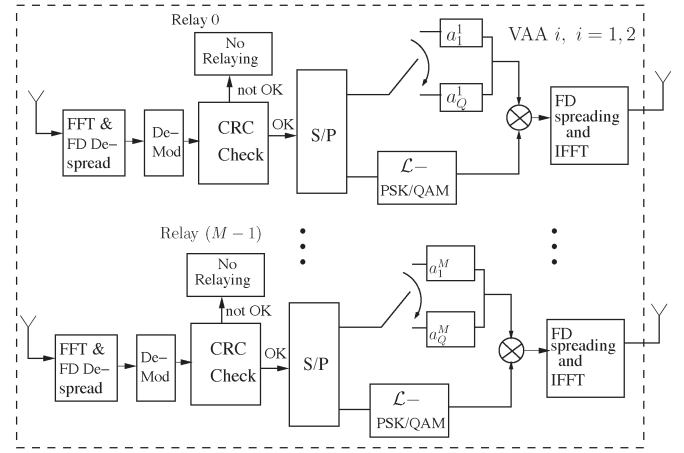 Relay 0
VAA i, i = 1, 2
No
Relaying
not OK
FFT &
FD De-
spread
De-
Mod
CRC
Check
OK
S/P
a_1^1
a_Q^1
ℒ-
PSK/QAM
FD
spreading
and
IFFT
Relay (M-1)
No
Relaying
not OK
FFT &
FD De-
spread
De-
Mod
CRC
Check
OK
S/P
a_1^M
a_Q^M
ℒ-
PSK/QAM
FD
spreading
and
IFFT